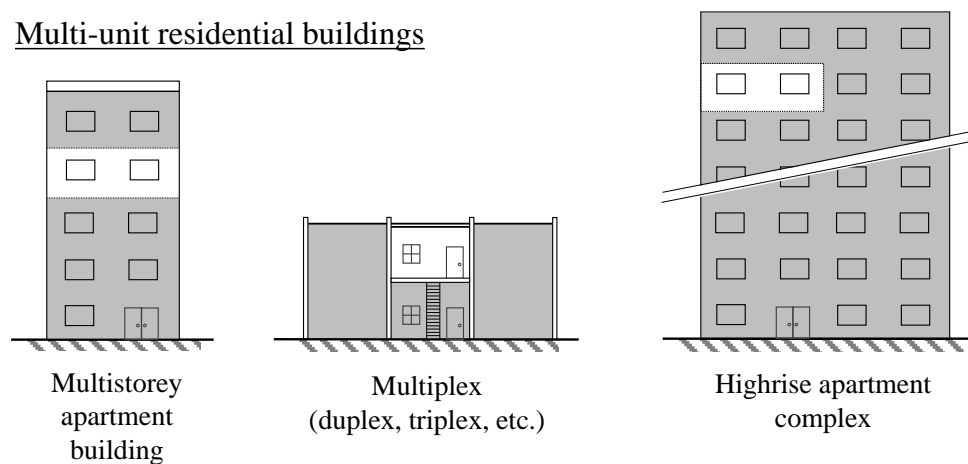 Multi-unit residential buildings
Multistorey
apartment
building
Multiplex
(duplex, triplex, etc.)
Highrise apartment
complex